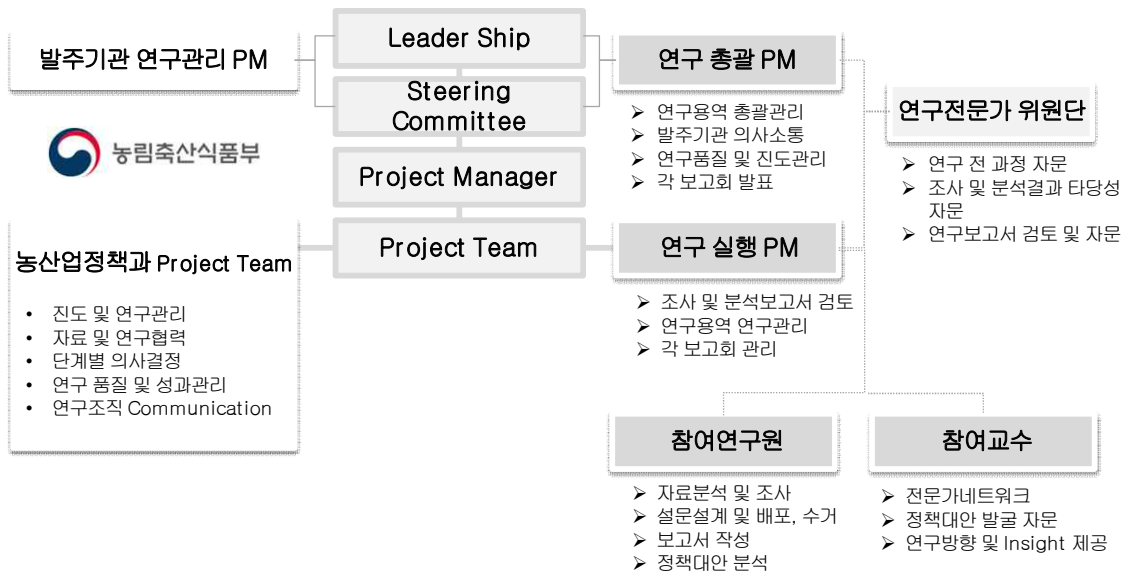 발주기관 연구관리 PM
농림축산식품부
농산업정책과 Project Team
• 진도 및 연구관리
• 자료 및 연구협력
• 단계별 의사결정
• 연구 품질 및 성과관리
• 연구조직 Communication
Leader Ship
Steering
Committee
Project Manager
Project Team
연구 총괄 PM
➢ 연구용역 총괄관리
➢ 발주기관 의사소통
➢ 연구품질 및 진도관리
➢ 각 보고회 발표
연구 실행 PM
➢ 조사 및 분석보고서 검토
➢ 연구용역 연구관리
➢ 각 보고회 관리
연구전문가 위원단
➢ 연구 전 과정 자문
➢ 조사 및 분석결과 타당성
자문
➢ 연구보고서 검토 및 자문
참여연구원
➢ 자료분석 및 조사
➢ 설문설계 및 배포, 수거
➢ 보고서 작성
➢ 정책대안 분석
참여교수
➢ 전문가네트워크
➢ 정책대안 발굴 자문
➢ 연구방향 및 Insight 제공